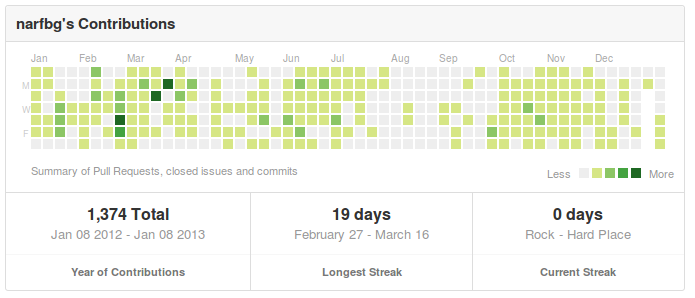 narfbg's Contributions
Jan Feb Mar Apr May Jun Jul Aug Sep Oct Nov Dec
M
W
F
Summary of Pull Requests, closed issues and commits
Less More
1,374 Total 19 days 0 days
Jan 08 2012 - Jan 08 2013 February 27 - March 16 Rock - Hard Place
Year of Contributions Longest Streak Current Streak